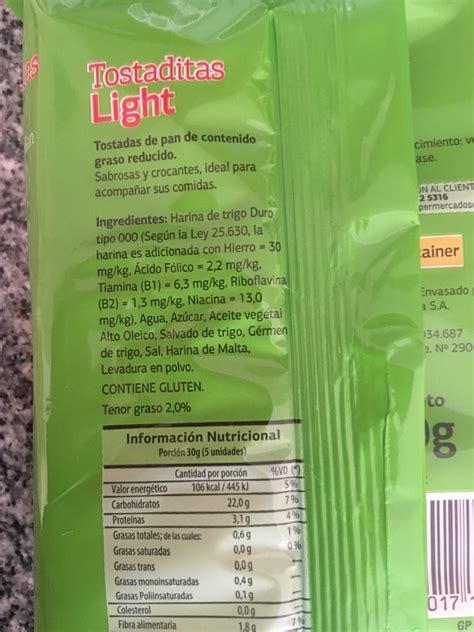 Tostaditas
Light
Tostadas de pan de contenido
graso reducido.
Sabrosas y crocantes, ideal para
acompañar sus comidas.
Ingredientes: Harina de trigo Duro
tipo 000 (Según la Ley 25.630, la
harina es adicionada con Hierro = 30
mg/kg, Ácido Fólico = 2,2 mg/kg,
Tiamina (B1) = 6,3 mg/kg, Riboflavina
(B2) = 1,3 mg/kg, Niacina = 13,0
mg/kg), Agua, Azúcar, Aceite vegetal
Alto Oleico, Salvado de trigo, Gérmen
de trigo, Sal, Harina de Malta,
Levadura en polvo.
CONTIENE GLUTEN.
Tenor graso 2,0%
Información Nutricional
Porción 30g (5 unidades)
Cantidad por porción %VD (*)
Valor energético 106 kcal / 445 kJ 5%
Carbohidratos 22,0 g 7%
Proteínas 3,1 g 4%
Grasas totales; de las cuales: 0,6 g 1%
Grasas saturadas 0,0 g 0%
Grasas trans 0,0 g
Grasas monoinsaturadas 0,4 g
Grasas Poliinsaturadas 0,1 g
Colesterol 0,0 g
Fibra alimentaria 1,8 g 7%
cimiento: v
ase.
ÓN AL CLIENT
2 5316
permercados
tainer
Envasado
a S.A.
034.687
e. Nº 290
to
g
017
GP